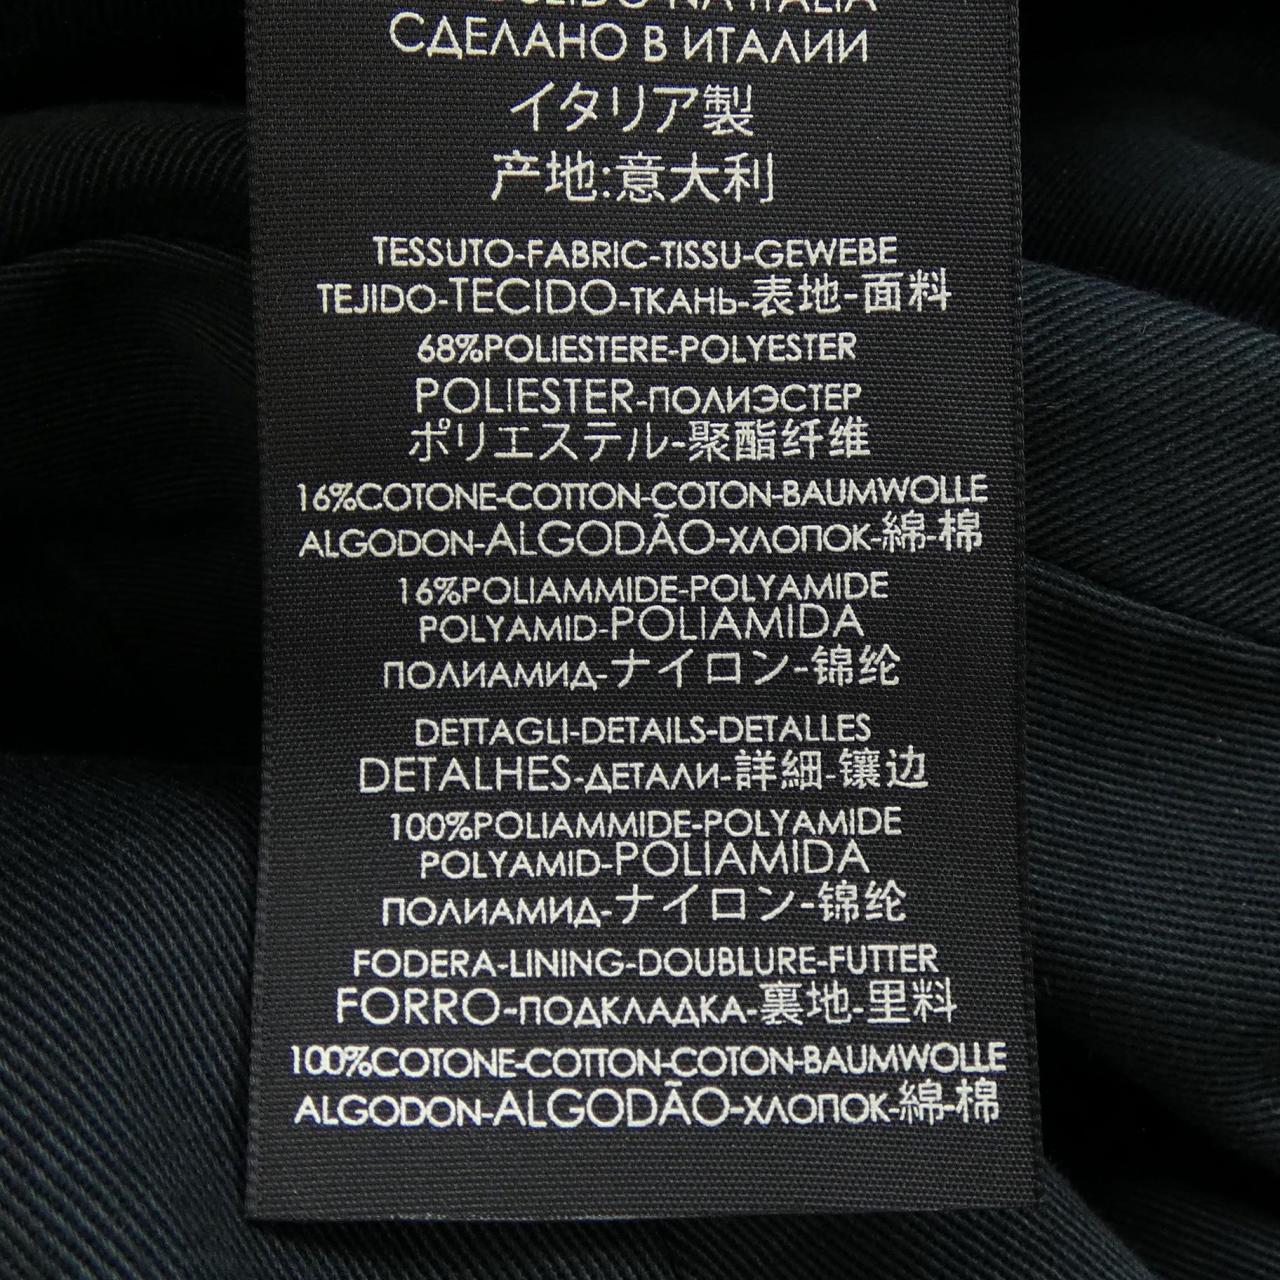 NA ITALIA
СДЕЛАНО В ИТАЛИИ
イタリア製
产地:意大利
TESSUTO-FABRIC-TISSU-GEWEBE
TEJIDO-TECIDO-ТКАНЬ-表地-面料
68%POLIESTERE-POLYESTER
POLIESTER-ПОЛИЭСТЕР
ポリエステル-聚酯纤维
16%COTONE-COTTON-COTON-BAUMWOLLE
ALGODON-ALGODÃO-ХЛОПОК-綿-棉
16%POLIAMMIDE-POLYAMIDE
POLYAMID-POLIAMIDA
ПОЛИАМИД-ナイロン-锦纶
DETTAGLI-DETAILS-DETALLES
DETALHES-ДЕТАЛИ-詳細-镶边
100%POLIAMMIDE-POLYAMIDE
POLYAMID-POLIAMIDA
ПОЛИАМИД-ナイロン-锦纶
FODERA-LINING-DOUBLURE-FUTTER
FORRO-ПОДКЛАДКА-裏地-里料
100%COTONE-COTTON-COTON-BAUMWOLLE
ALGODON-ALGODÃO-ХЛОПОК-綿-棉